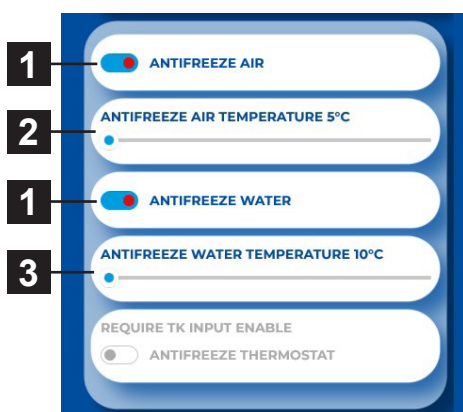 1 ANTIFREEZE AIR
2 ANTIFREEZE AIR TEMPERATURE 5°C
1 ANTIFREEZE WATER
3 ANTIFREEZE WATER TEMPERATURE 10°C
REQUIRE TK INPUT ENABLE
ANTIFREEZE THERMOSTAT